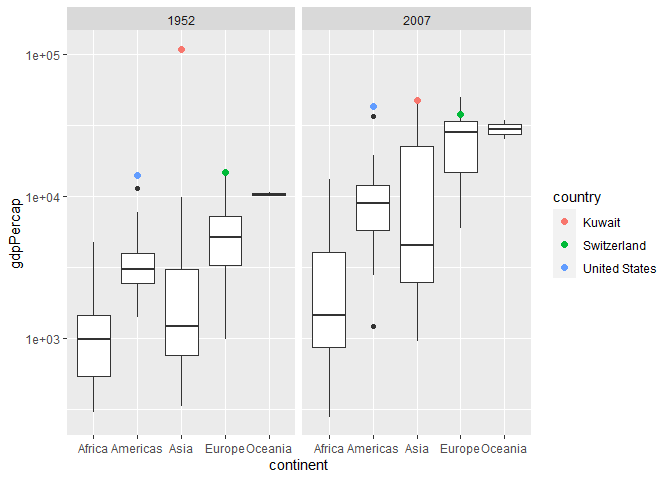 1952
2007
1e+05
1e+04
1e+03
gdpPercap
Africa Americas Asia Europe Oceania
Africa Americas Asia Europe Oceania
continent
country
Kuwait
Switzerland
United States